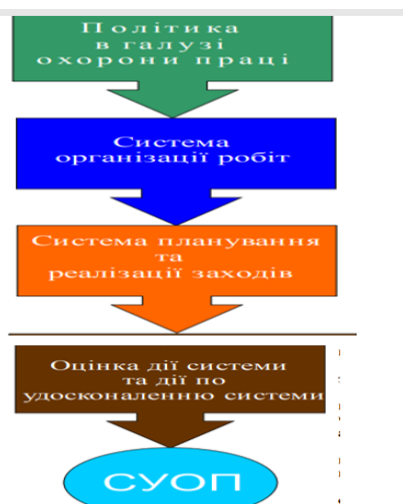 Політика
в галузі
охорони праці
Система
організації робіт
Система планування
та
реалізації заходів
Оцінка дії системи
та дії по
удосконаленню системи
СУОП